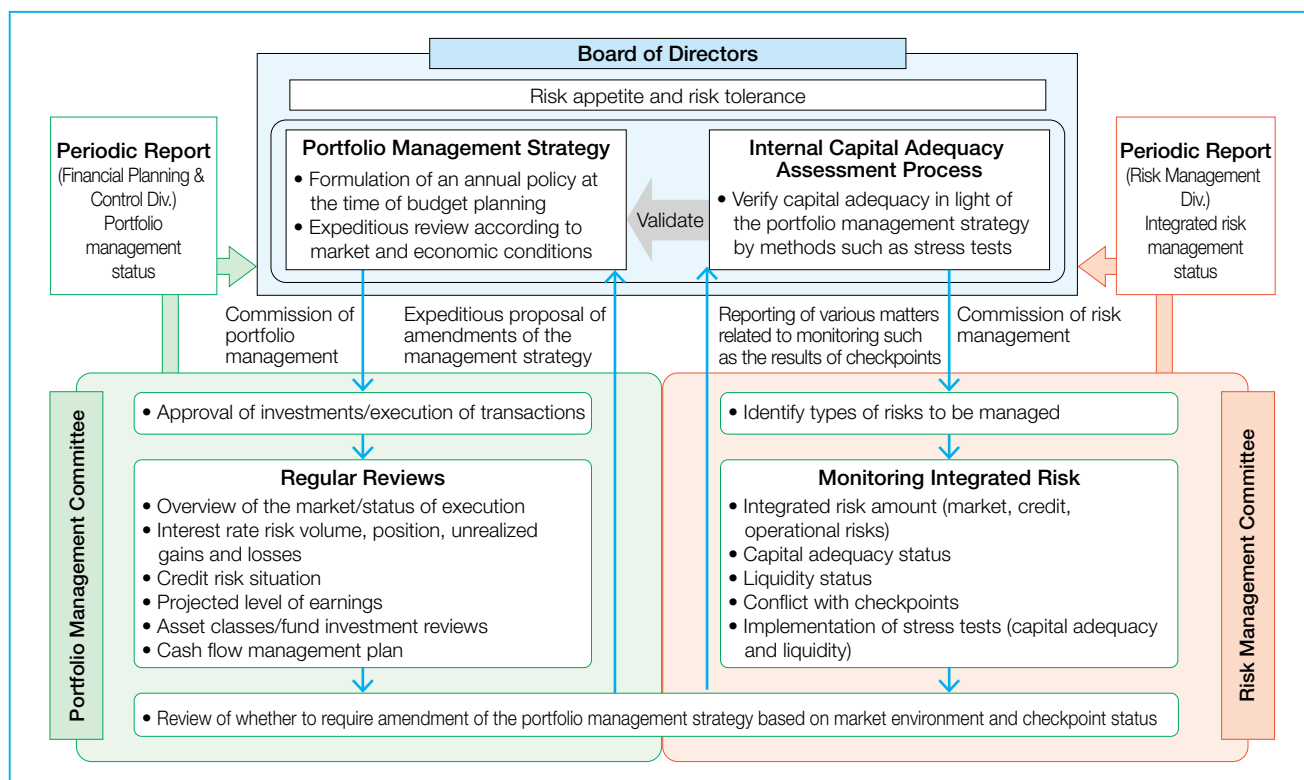 Board of Directors
Risk appetite and risk tolerance
Periodic Report
(Financial Planning &
Control Div.)
Portfolio
management
status
Portfolio Management Strategy
• Formulation of an annual policy at
the time of budget planning
• Expeditious review according to
market and economic conditions
Validate
Internal Capital Adequacy
Assessment Process
• Verify capital adequacy in light of
the portfolio management strategy
by methods such as stress tests
Periodic Report
(Risk Management
Div.)
Integrated risk
management
status
Commission of
portfolio
management
Expeditious proposal of
amendments of the
management strategy
Reporting of various matters
related to monitoring such
as the results of checkpoints
Commission of risk
management
Portfolio Management Committee
• Approval of investments/execution of transactions
Regular Reviews
• Overview of the market/status of execution
• Interest rate risk volume, position, unrealized
gains and losses
• Credit risk situation
• Projected level of earnings
• Asset classes/fund investment reviews
• Cash flow management plan
• Identify types of risks to be managed
Monitoring Integrated Risk
• Integrated risk amount (market, credit,
operational risks)
• Capital adequacy status
• Liquidity status
• Conflict with checkpoints
• Implementation of stress tests (capital adequacy
and liquidity)
Risk Management Committee
• Review of whether to require amendment of the portfolio management strategy based on market environment and checkpoint status